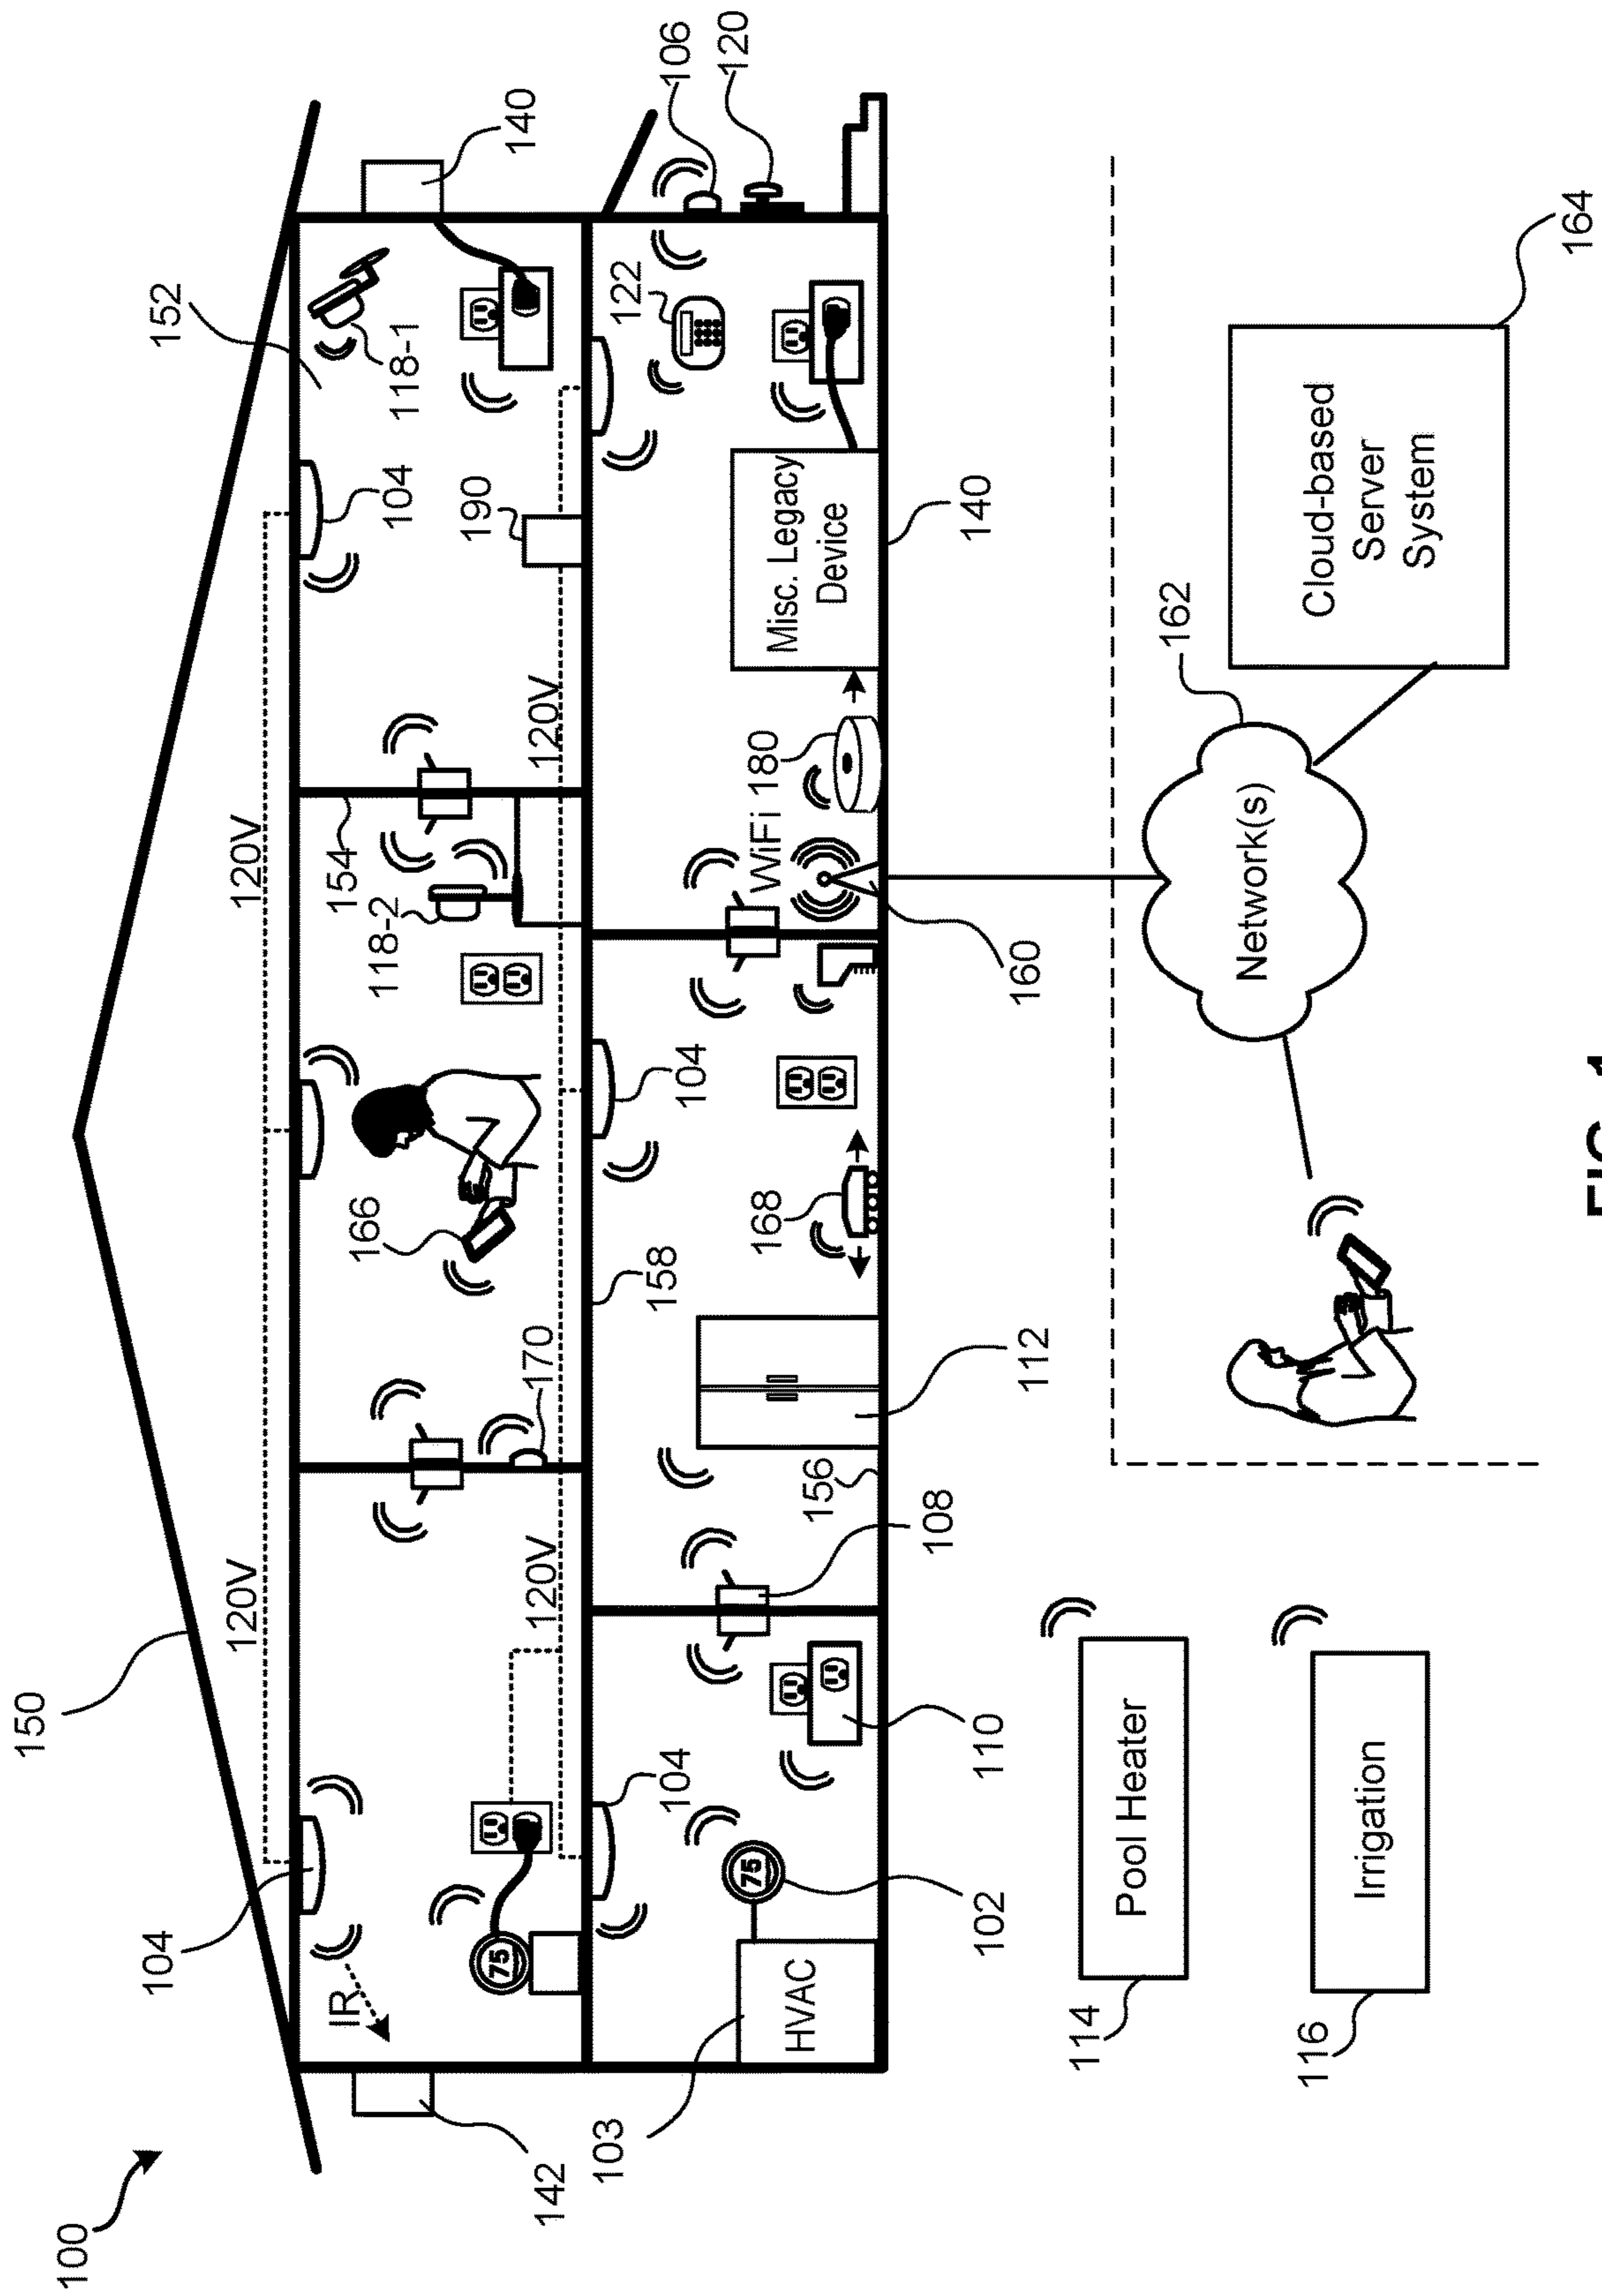 100
150
152
140
142
IR
104
120V
120V
104
118-1
154
118-2
166
170
190
75
120V
120V
158
104
104
106
120
122
103
HVAC
75
102
110
108
156
112
168
WiFi
180
160
Misc. Legacy
Device
140
114
Pool Heater
116
Irrigation
162
Network(s)
164
Cloud-based
Server
System
FIG. 1